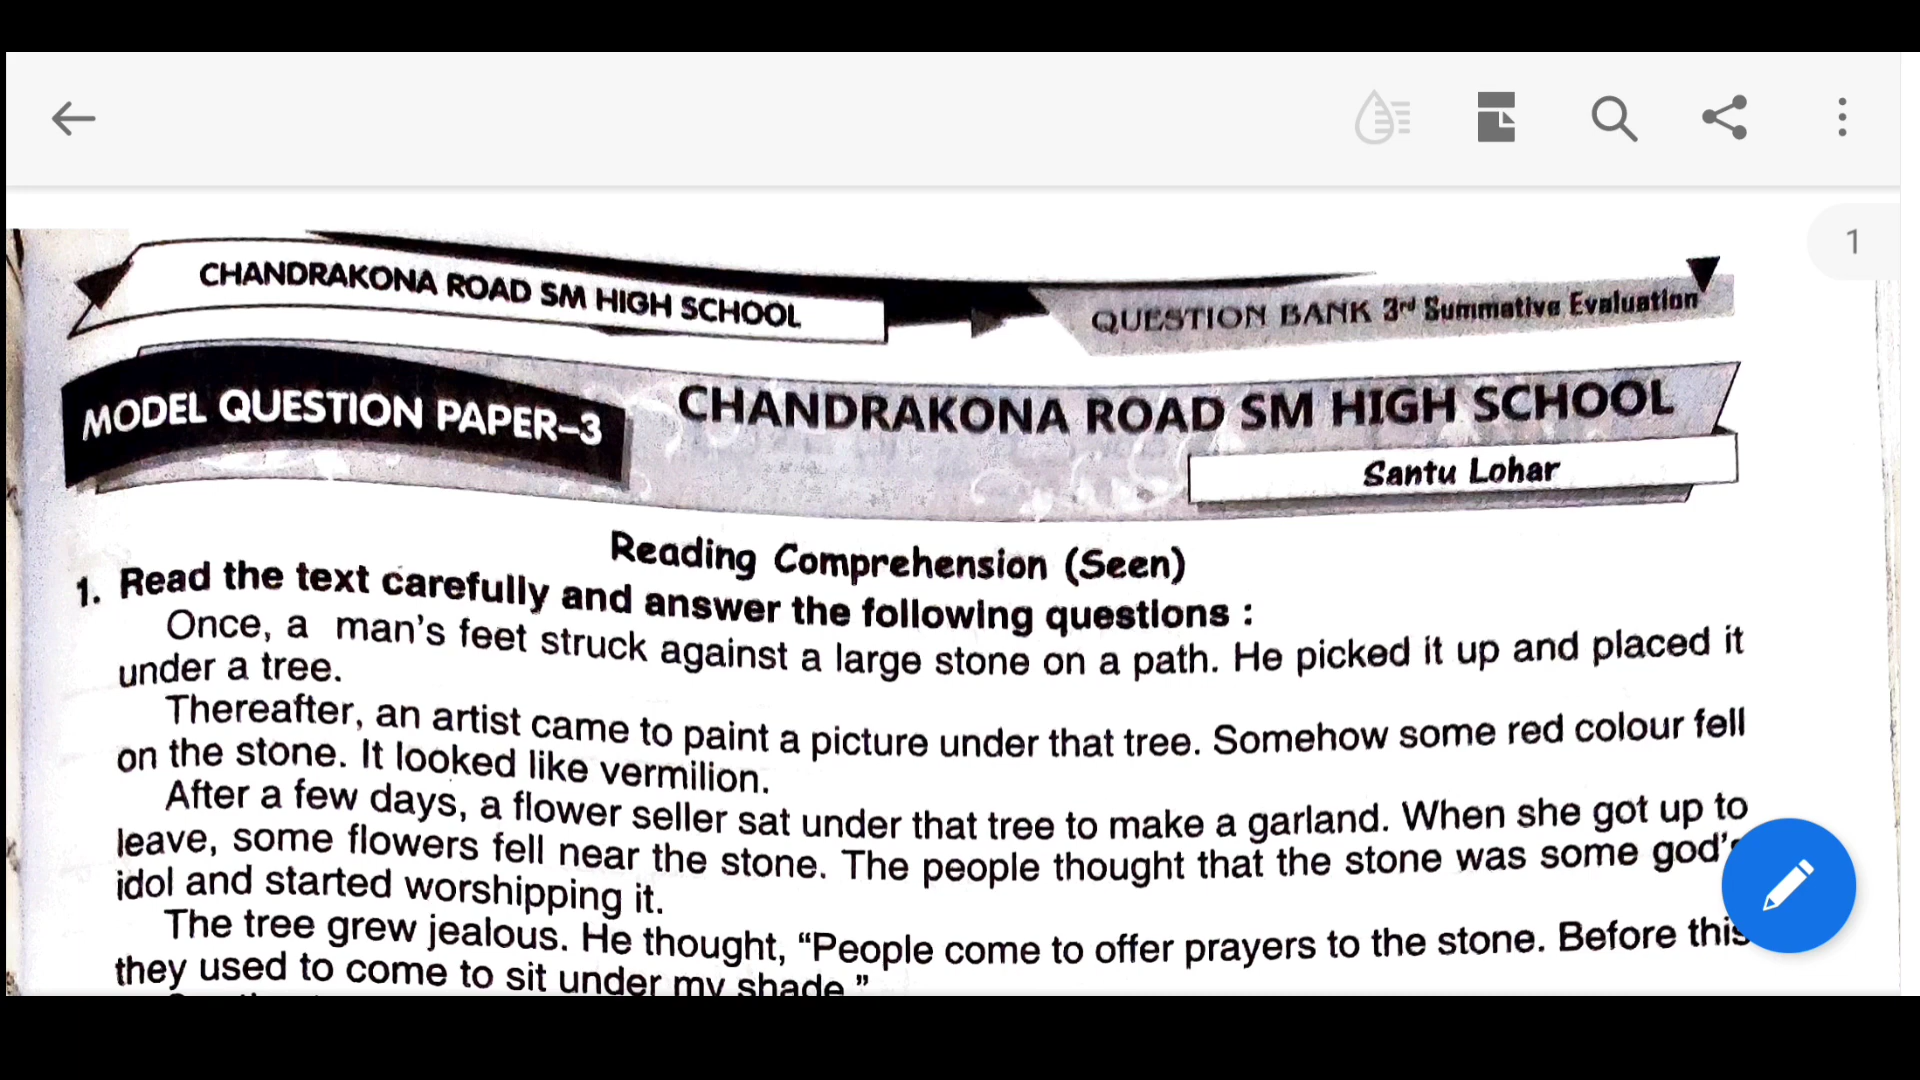 1
CHANDRAKONA ROAD SM HIGH SCHOOL
QUESTION BANK 3rd Summative Evaluation
MODEL QUESTION PAPER-3
CHANDRAKONA ROAD SM HIGH SCHOOL
Santu Lohar
Reading Comprehension (Seen)
1. Read the text carefully and answer the following questions :
Once, a man's feet struck against a large stone on a path. He picked it up and placed it
under a tree.
Thereafter, an artist came to paint a picture under that tree. Somehow some red colour fell
on the stone. It looked like vermilion.
After a few days, a flower seller sat under that tree to make a garland. When she got up to
leave, some flowers fell near the stone. The people thought that the stone was some god's
idol and started worshipping it.
The tree grew jealous. He thought, “People come to offer prayers to the stone. Before this
they used to come to sit under my shade.”